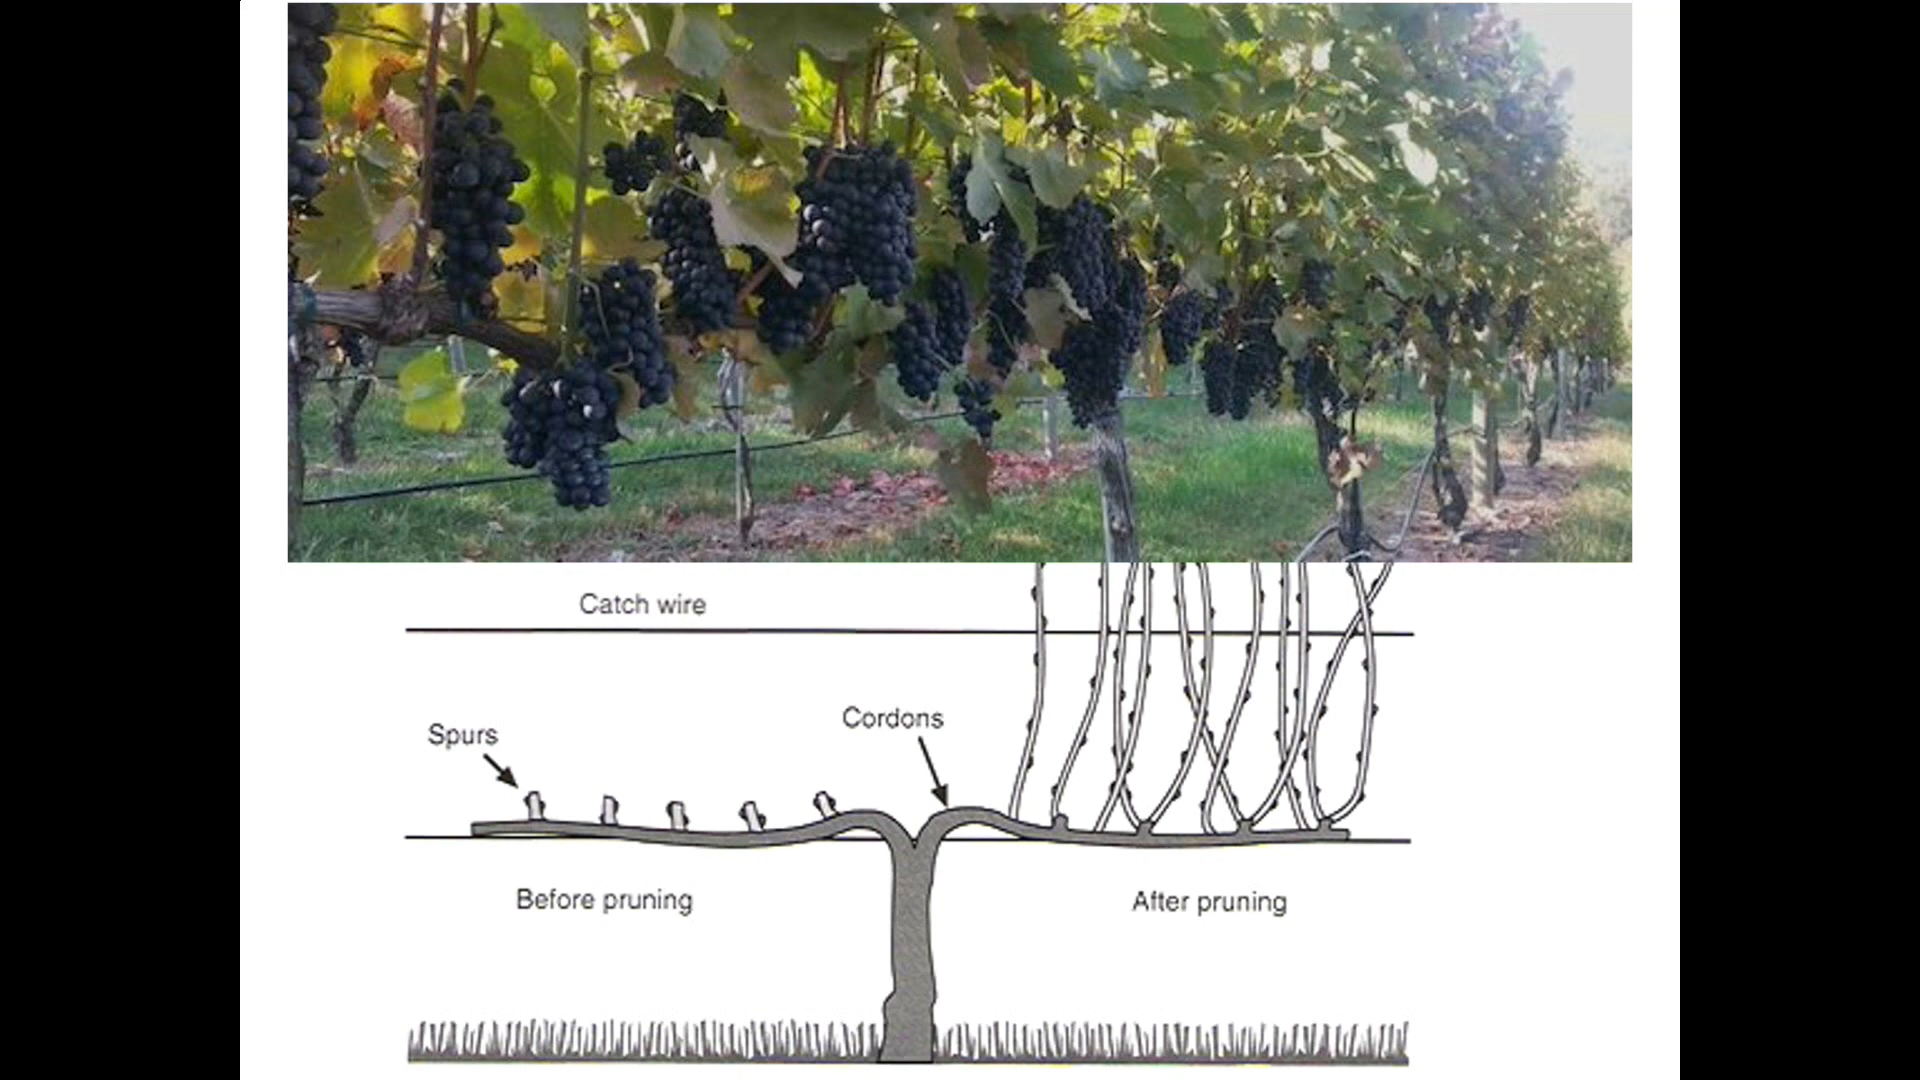 Catch wire
Cordons
Spurs
Before pruning
After pruning